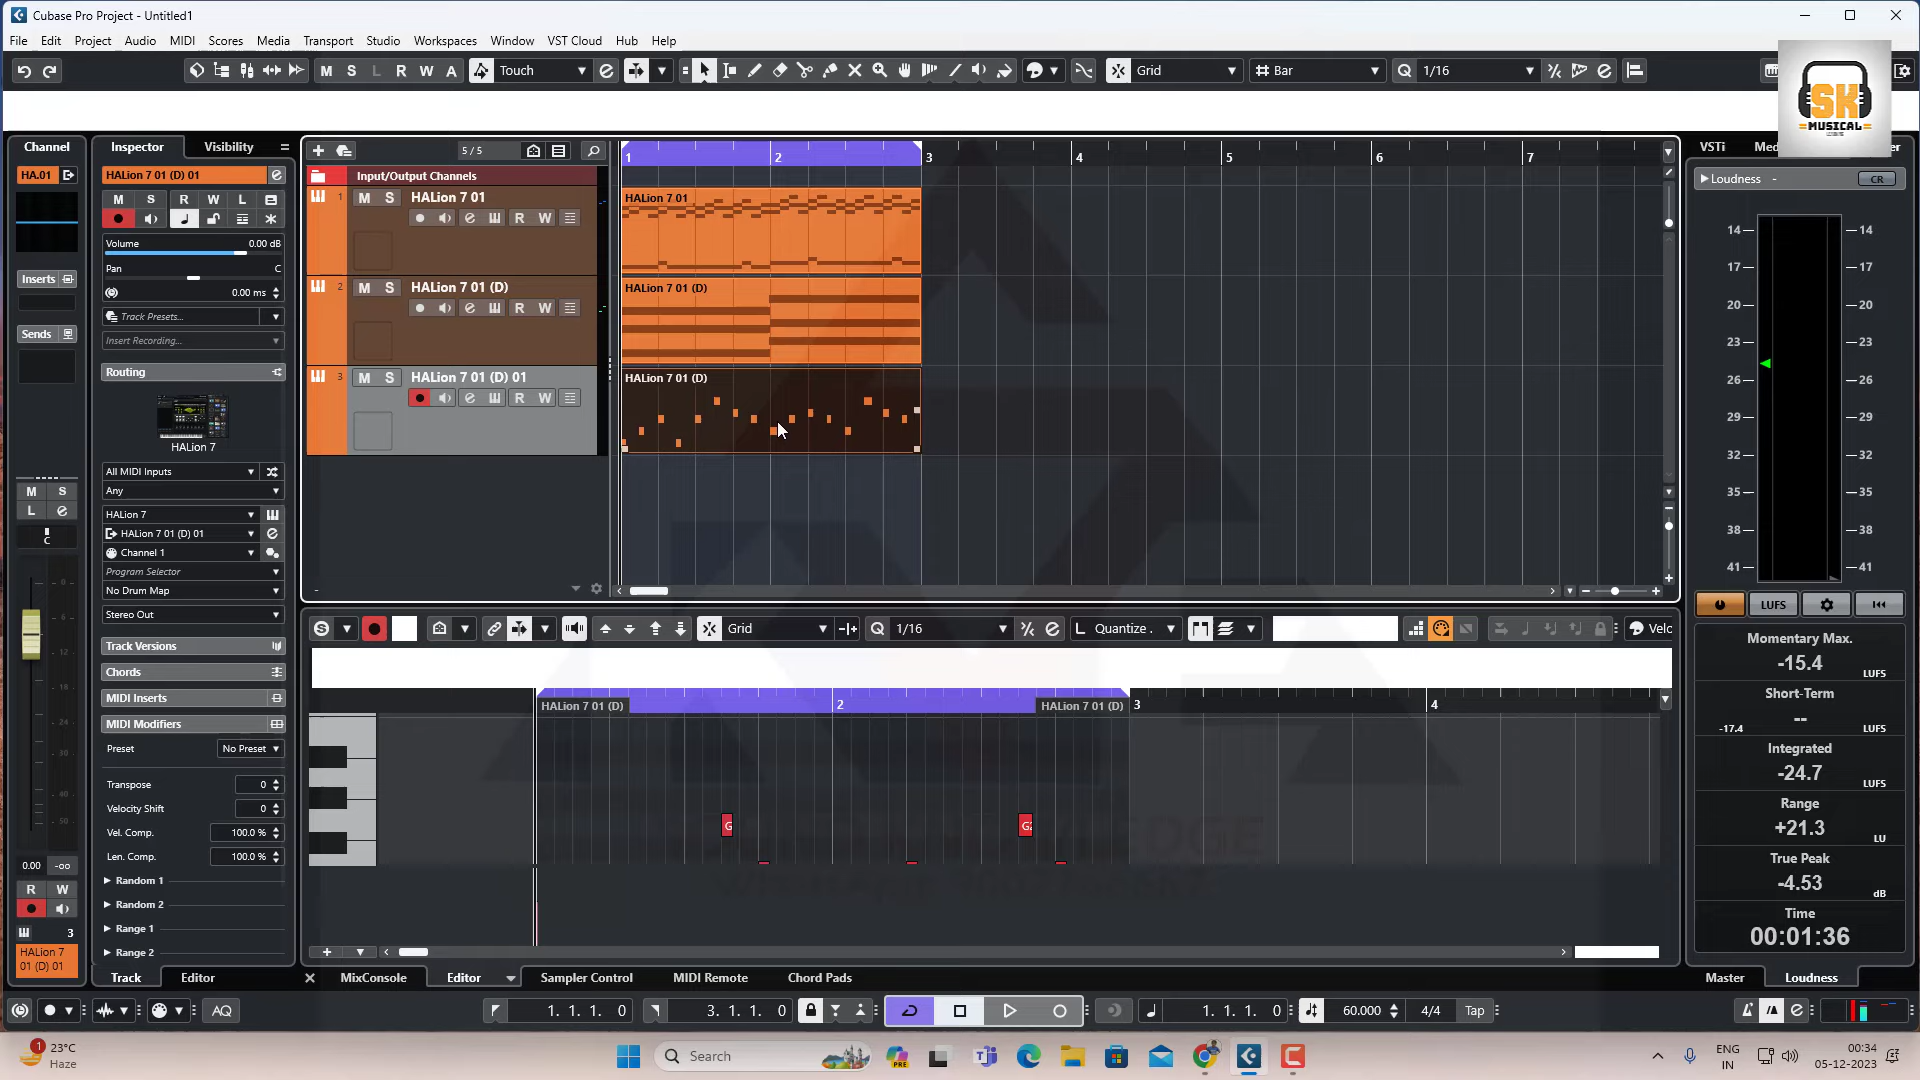 Cubase Pro Project - Untitled1
File Edit Project Audio MIDI Scores Media Transport Studio Workspaces Window VST Cloud Hub Help
M S L R W A Touch Grid Bar Q 1/16
SK
MUSICAL
Channel Inspector Visibility 5 / 5 1 2 3 4 5 6 7 VSTi
HA.01 HALion 7 01 (D) 01 Input/Output Channels Loudness - CR
M S R W L
Volume 0.00 dB
Pan C
0.00 ms
Track Presets...
Insert Recording...
Inserts
Sends
Routing
HALion 7
All MIDI Inputs
Any
HALion 7
HALion 7 01 (D) 01
Channel 1
Program Selector
No Drum Map
Stereo Out
Track Versions
Chords
MIDI Inserts
MIDI Modifiers
Preset No Preset
Transpose 0
Velocity Shift 0
Vel. Comp. 100.0 %
Len. Comp. 100.0 %
Random 1
Random 2
Range 1
Range 2
Track Editor
M S
L
C
0.00 -oo
R W
3
HALion 7
01 (D) 01
1 M S HALion 7 01
R W
2 M S HALion 7 01 (D)
R W
3 M S HALion 7 01 (D) 01
R W
HALion 7 01
HALion 7 01 (D)
HALion 7 01 (D)
Grid Q 1/16 L Quantize Velo
HALion 7 01 (D) 2 HALion 7 01 (D) 3 4
G G2
MixConsole Editor Sampler Control MIDI Remote Chord Pads
14 14
17 17
20 20
23 23
26 26
29 29
32 32
35 35
38 38
41 41
LUFS
Momentary Max.
-15.4 LUFS
Short-Term
-- -17.4 LUFS
Integrated
-24.7 LUFS
Range
+21.3 LU
True Peak
-4.53 dB
Time
00:01:36
Master Loudness
AQ 1. 1. 1. 0 3. 1. 1. 0 1. 1. 1. 0 60.000 4/4 Tap
1 23°C
Haze
Search
PRE
ENG
IN
00:34
05-12-2023